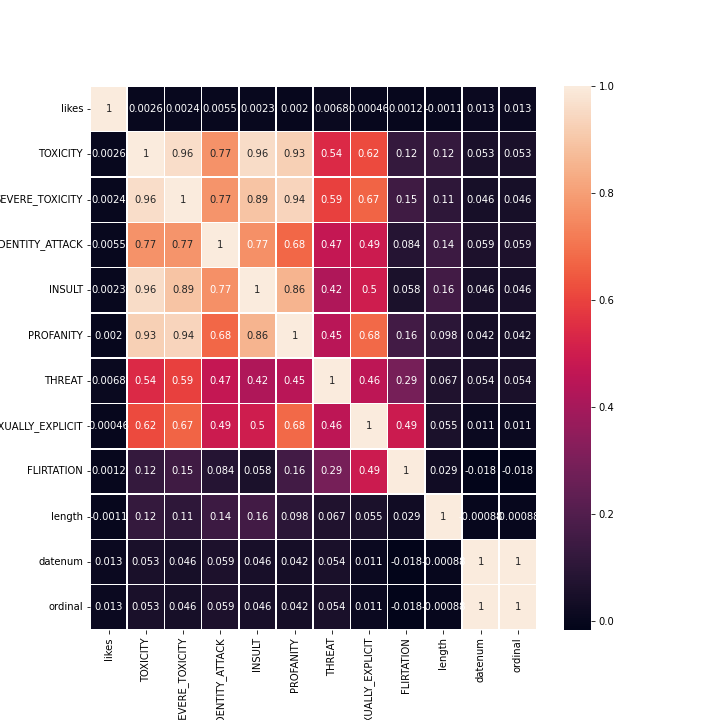 likes 1 0.0026 0.0024 0.0055 0.0023 0.002 0.0068 0.00046 0.0012 -0.0011 0.013 0.013
TOXICITY 0.0026 1 0.96 0.77 0.96 0.93 0.54 0.62 0.12 0.12 0.053 0.053
EVERE_TOXICITY 0.0024 0.96 1 0.77 0.89 0.94 0.59 0.67 0.15 0.11 0.046 0.046
DENTITY_ATTACK 0.0055 0.77 0.77 1 0.77 0.68 0.47 0.49 0.084 0.14 0.059 0.059
INSULT 0.0023 0.96 0.89 0.77 1 0.86 0.42 0.5 0.058 0.16 0.046 0.046
PROFANITY 0.002 0.93 0.94 0.68 0.86 1 0.45 0.68 0.16 0.098 0.042 0.042
THREAT 0.0068 0.54 0.59 0.47 0.42 0.45 1 0.46 0.29 0.067 0.054 0.054
XUALLY_EXPLICIT 0.00046 0.62 0.67 0.49 0.5 0.68 0.46 1 0.49 0.055 0.011 0.011
FLIRTATION 0.0012 0.12 0.15 0.084 0.058 0.16 0.29 0.49 1 0.029 -0.018 -0.018
length -0.0011 0.12 0.11 0.14 0.16 0.098 0.067 0.055 0.029 1 -0.00088 -0.00088
datenum 0.013 0.053 0.046 0.059 0.046 0.042 0.054 0.011 -0.018 -0.00088 1 1
ordinal 0.013 0.053 0.046 0.059 0.046 0.042 0.054 0.011 -0.018 -0.00088 1 1
likes
TOXICITY
EVERE_TOXICITY
DENTITY_ATTACK
INSULT
PROFANITY
THREAT
XUALLY_EXPLICIT
FLIRTATION
length
datenum
ordinal
1.0
0.8
0.6
0.4
0.2
0.0